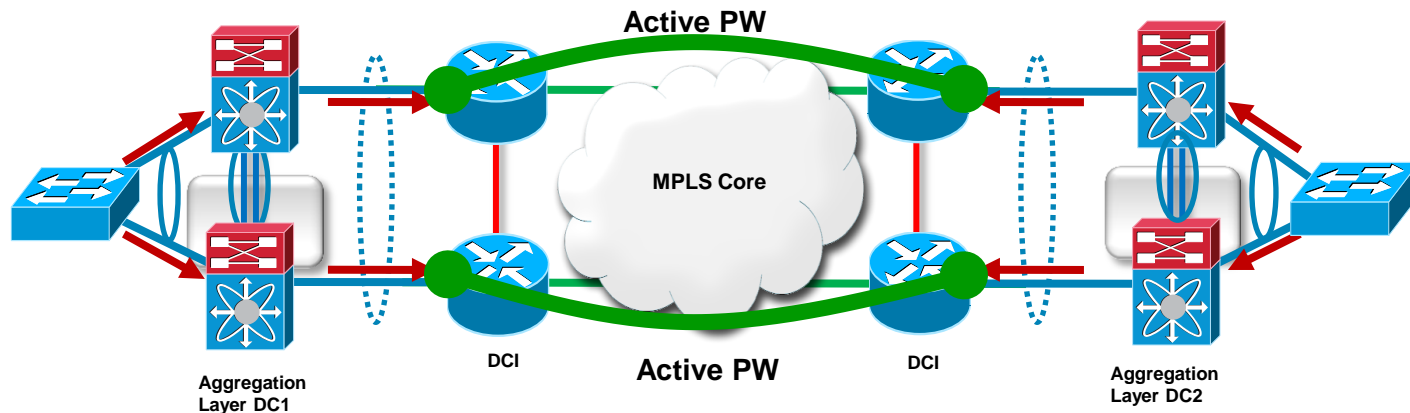 Active PW
MPLS Core
DCI
DCI
Active PW
Aggregation
Layer DC1
Aggregation
Layer DC2